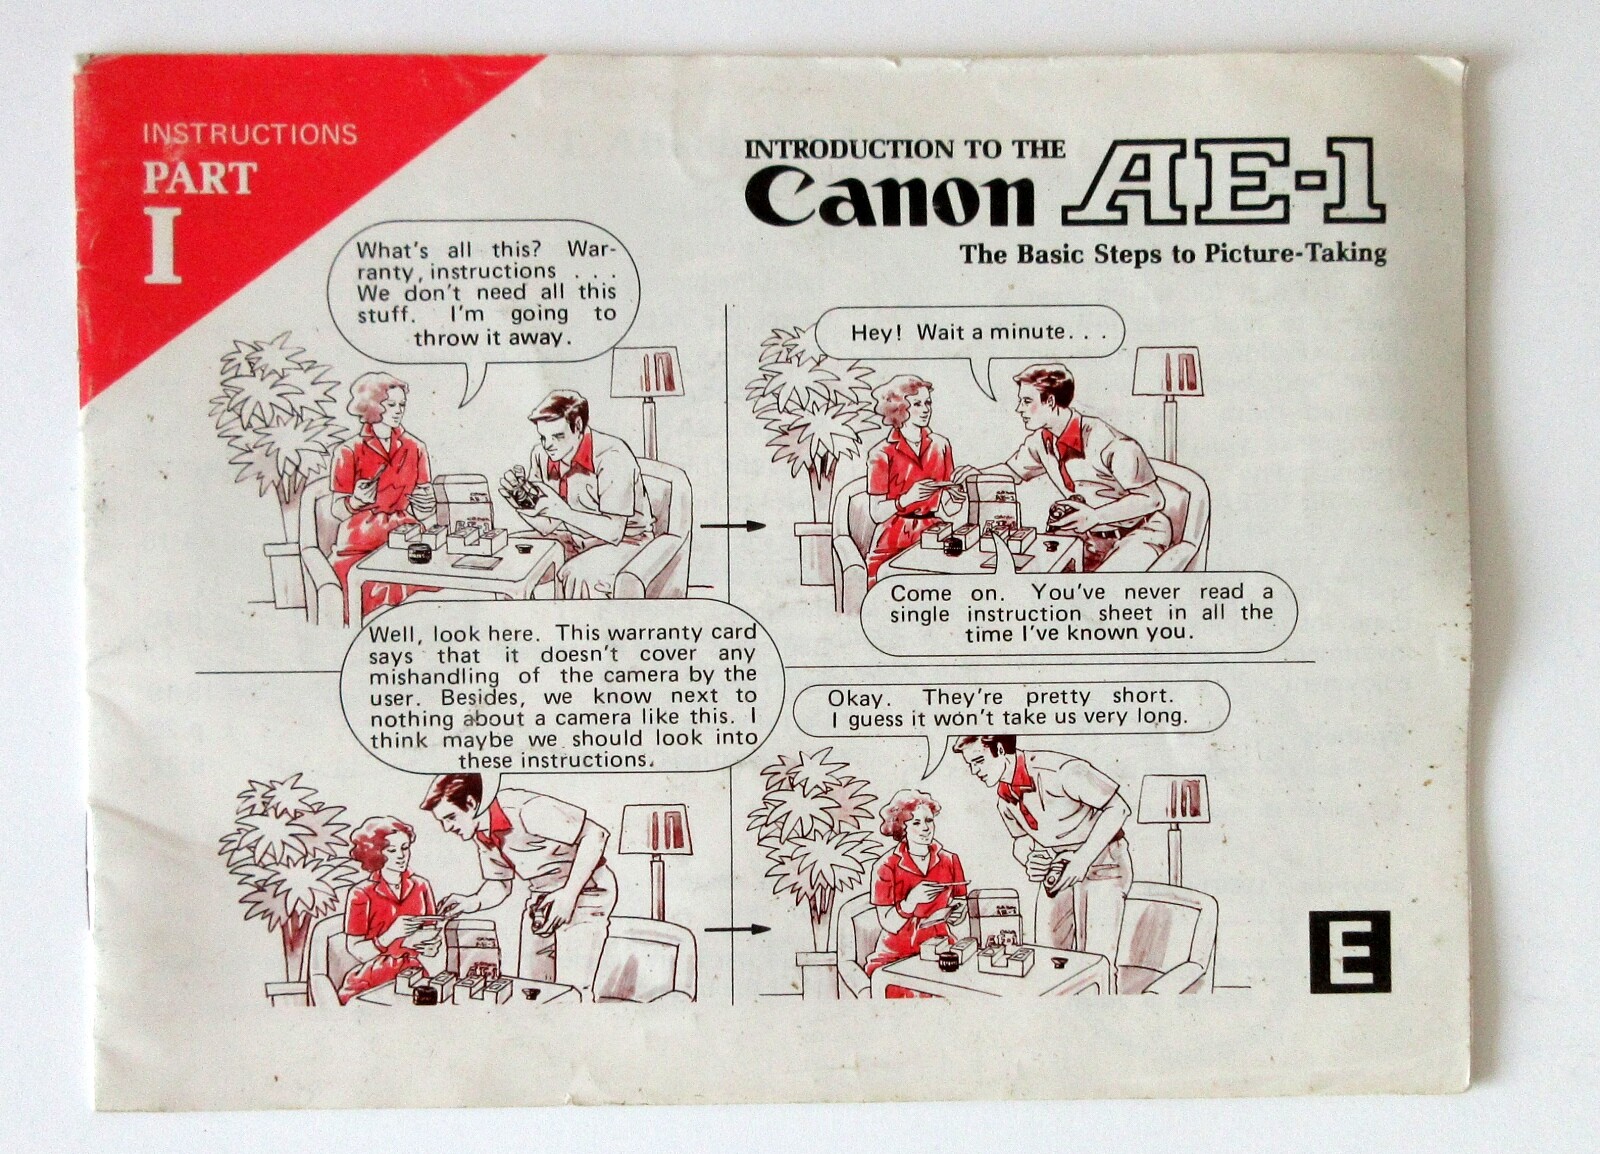 INSTRUCTIONS
PART
I
INTRODUCTION TO THE
Canon AE-1
The Basic Steps to Picture-Taking
What's all this? War-
ranty, instructions . . .
We don't need all this
stuff. I'm going to
throw it away.
Hey! Wait a minute. . .
Come on. You've never read a
single instruction sheet in all the
time I've known you.
Well, look here. This warranty card
says that it doesn't cover any
mishandling of the camera by the
user. Besides, we know next to
nothing about a camera like this. I
think maybe we should look into
these instructions.
Okay. They're pretty short.
I guess it won't take us very long.
E